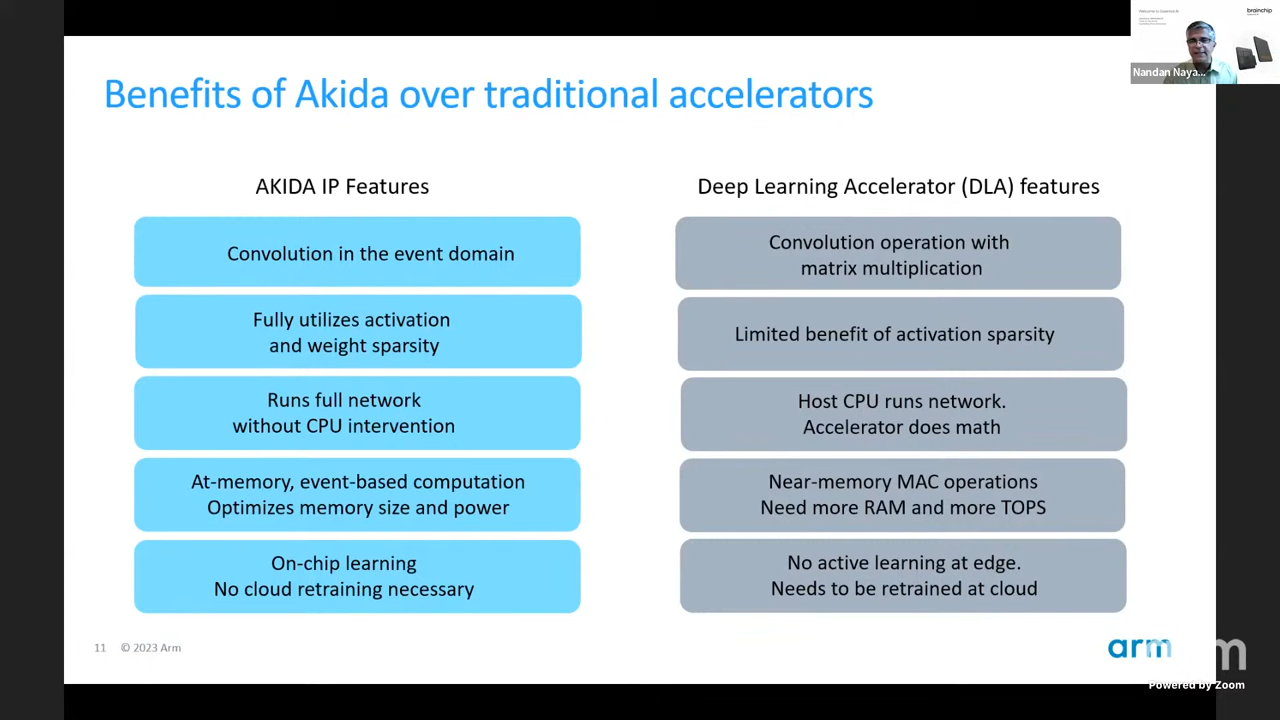 Benefits of Akida over traditional accelerators
AKIDA IP Features
Convolution in the event domain
Fully utilizes activation
and weight sparsity
Runs full network
without CPU intervention
At-memory, event-based computation
Optimizes memory size and power
On-chip learning
No cloud retraining necessary
Deep Learning Accelerator (DLA) features
Convolution operation with
matrix multiplication
Limited benefit of activation sparsity
Host CPU runs network.
Accelerator does math
Near-memory MAC operations
Need more RAM and more TOPS
No active learning at edge.
Needs to be retrained at cloud
11 © 2023 Arm
arm
m
Powered by Zoom
brainchip
Nandan Naya...